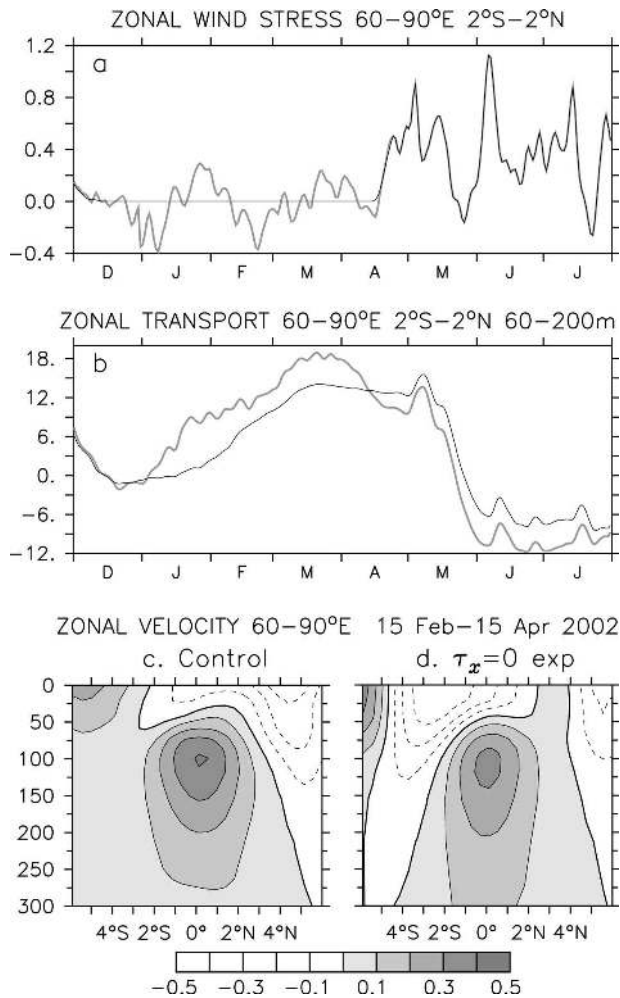 ZONAL WIND STRESS 60−90°E 2°S−2°N
1.2
a
0.8
0.4
0.0
−0.4
D J F M A M J J
ZONAL TRANSPORT 60−90°E 2°S−2°N 60−200m
18.
b
12.
6.
0.
−6.
−12.
D J F M A M J J
ZONAL VELOCITY 60−90°E 15 Feb−15 Apr 2002
c. Control d. τx=0 exp
0
50
100
150
200
250
300
4°S 2°S 0° 2°N 4°N 4°S 2°S 0° 2°N 4°N
−0.5 −0.3 −0.1 0.1 0.3 0.5